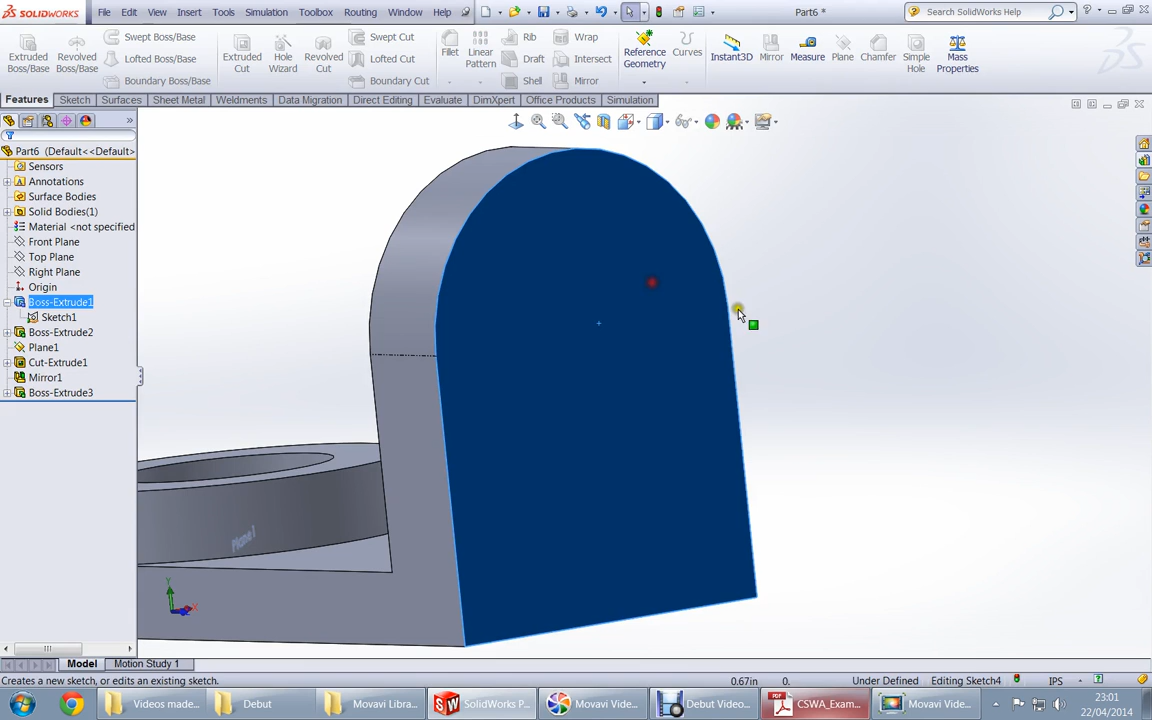 SOLIDWORKS File Edit View Insert Tools Simulation Toolbox Routing Window Help Part6 * Search SolidWorks Help
Extruded Boss/Base
Revolved Boss/Base
Swept Boss/Base
Lofted Boss/Base
Boundary Boss/Base
Extruded Cut
Hole Wizard
Revolved Cut
Swept Cut
Lofted Cut
Boundary Cut
Fillet
Linear Pattern
Rib
Draft
Shell
Wrap
Intersect
Mirror
Reference Geometry
Curves
Instant3D
Mirror
Measure
Plane
Chamfer
Simple Hole
Mass Properties
Features Sketch Surfaces Sheet Metal Weldments Data Migration Direct Editing Evaluate DimXpert Office Products Simulation
Part6 (Default<<Default>
Sensors
Annotations
Surface Bodies
Solid Bodies(1)
Material <not specified
Front Plane
Top Plane
Right Plane
Origin
Boss-Extrude1
Sketch1
Boss-Extrude2
Plane1
Cut-Extrude1
Mirror1
Boss-Extrude3
Plane1
Y
X
Model Motion Study 1
Creates a new sketch, or edits an existing sketch. 0.67in 0. Under Defined Editing Sketch4 IPS
Videos made... Debut Movavi Libra... SolidWorks P... Movavi Vide... Debut Video... CSWA_Exam... Movavi Vide...
23:01
22/04/2014